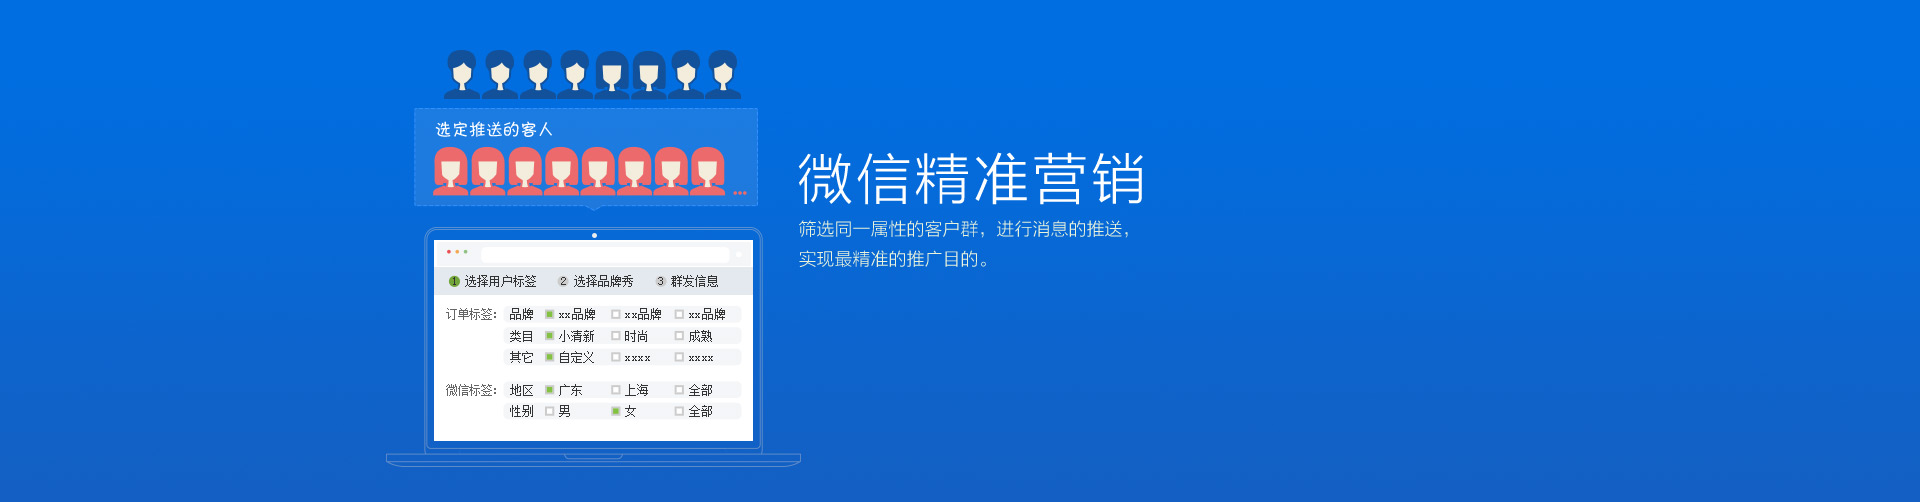 选定推送的客人
微信精准营销
筛选同一属性的客户群，进行消息的推送，
实现最精准的推广目的。
1 选择用户标签 2 选择品牌秀 3 群发信息
订单标签: 品牌 xx品牌 xx品牌 xx品牌
类目 小清新 时尚 成熟
其它 自定义 xxxx xxxx
微信标签: 地区 广东 上海 全部
性别 男 女 全部